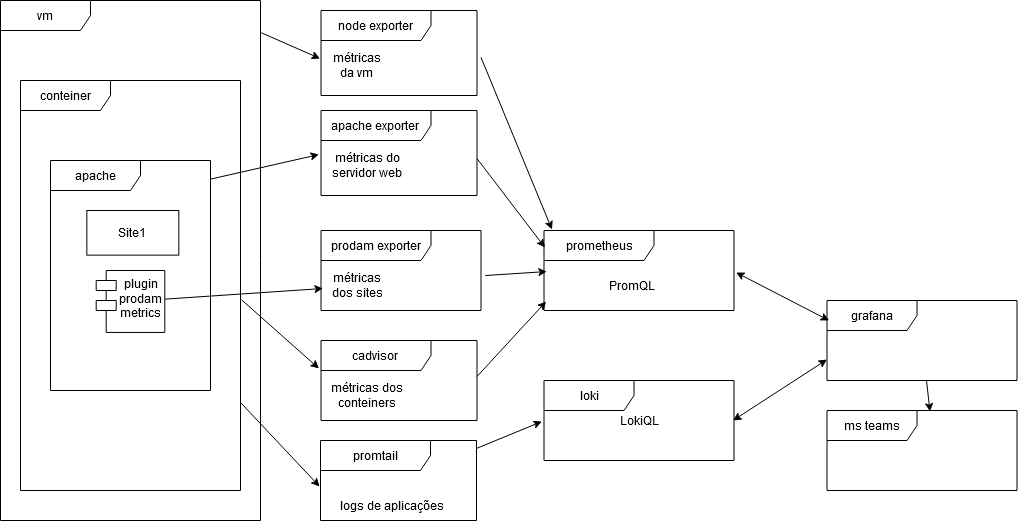 vm
conteiner
apache
Site1
plugin
prodam
metrics
node exporter
métricas
da vm
apache exporter
métricas do
servidor web
prodam exporter
métricas
dos sites
cadvisor
métricas dos
conteiners
promtail
logs de aplicações
prometheus
PromQL
loki
LokiQL
grafana
ms teams